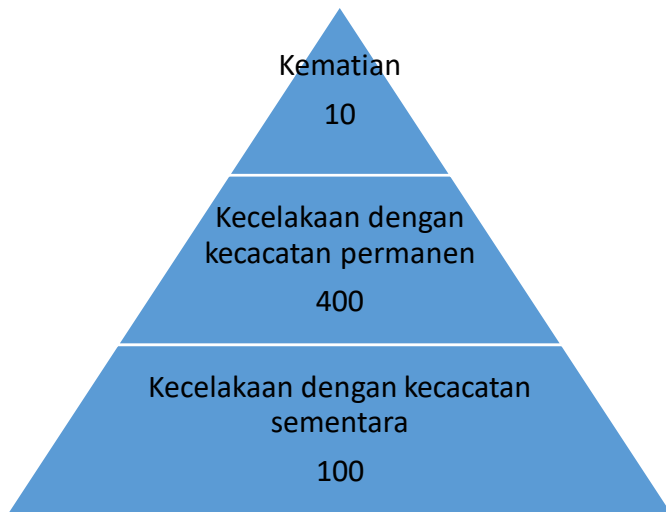 Kematian
10
Kecelakaan dengan
kecacatan permanen
400
Kecelakaan dengan kecacatan
sementara
100